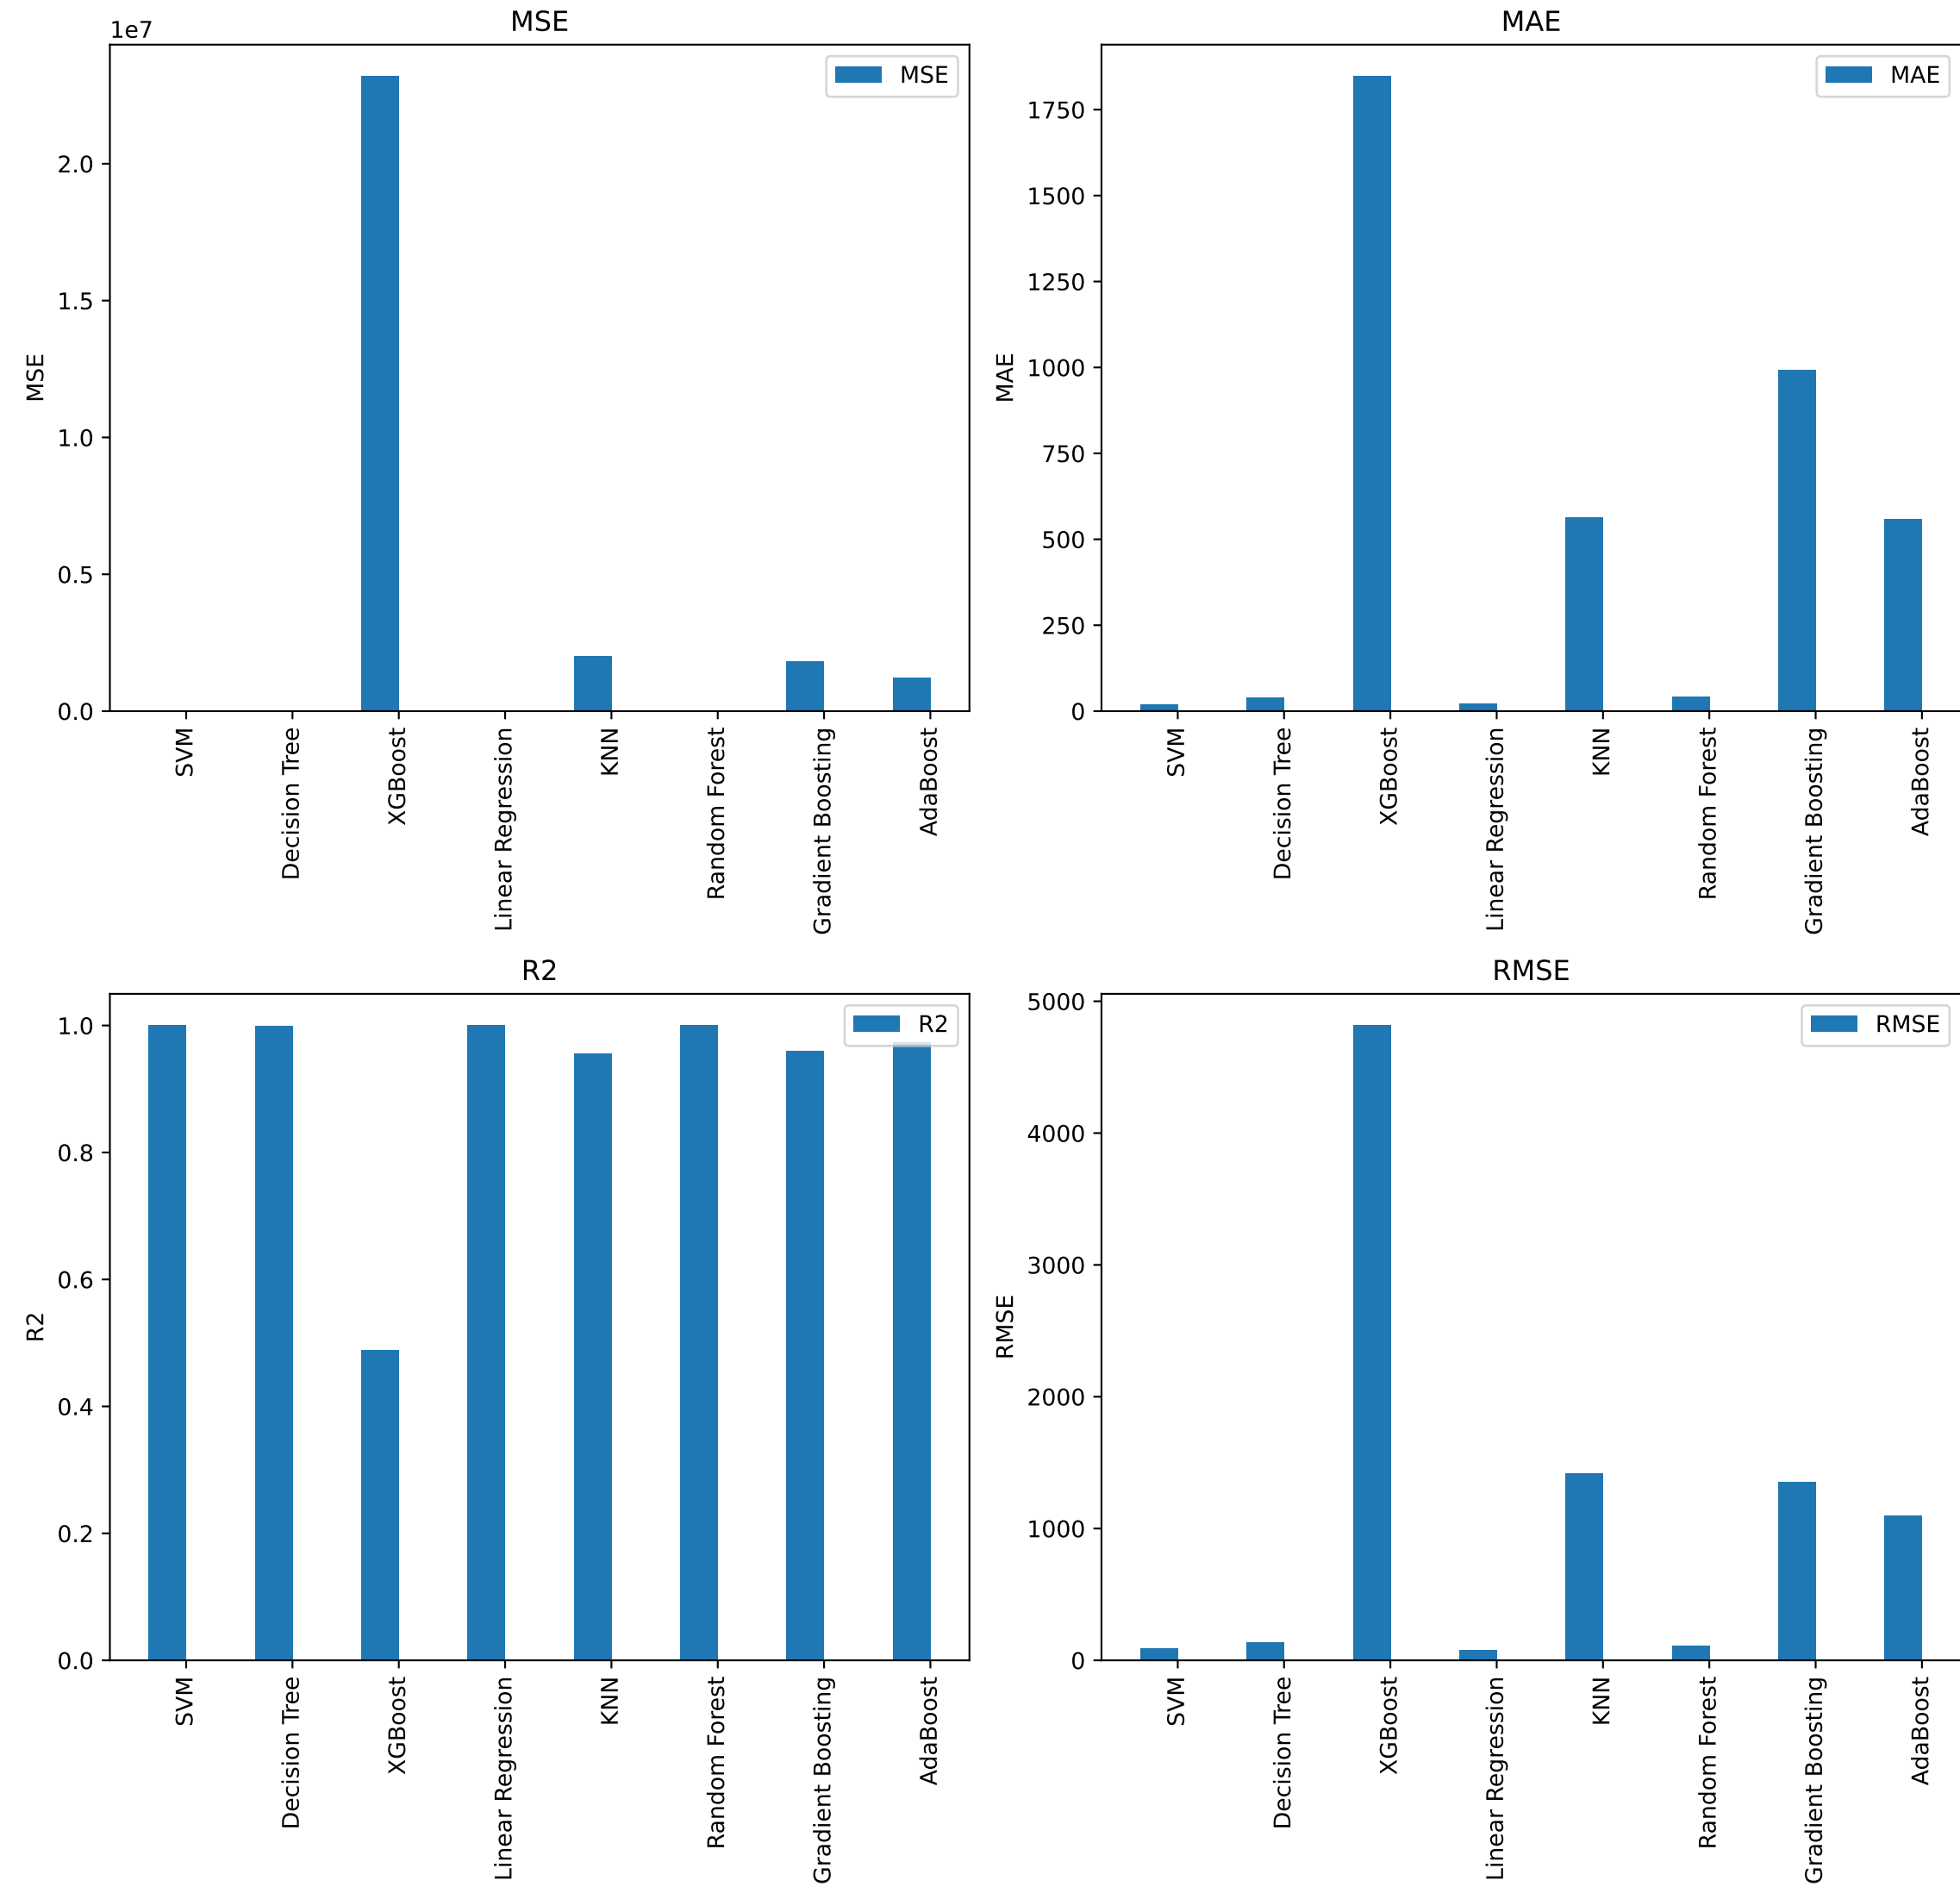 MSE
1e7
MSE
2.0
1.5
1.0
0.5
0.0
MSE
SVM
Decision Tree
XGBoost
Linear Regression
KNN
Random Forest
Gradient Boosting
AdaBoost
MAE
MAE
1750
1500
1250
1000
750
500
250
0
MAE
SVM
Decision Tree
XGBoost
Linear Regression
KNN
Random Forest
Gradient Boosting
AdaBoost
R2
R2
1.0
0.8
0.6
0.4
0.2
0.0
R2
SVM
Decision Tree
XGBoost
Linear Regression
KNN
Random Forest
Gradient Boosting
AdaBoost
RMSE
RMSE
5000
4000
3000
2000
1000
0
RMSE
SVM
Decision Tree
XGBoost
Linear Regression
KNN
Random Forest
Gradient Boosting
AdaBoost